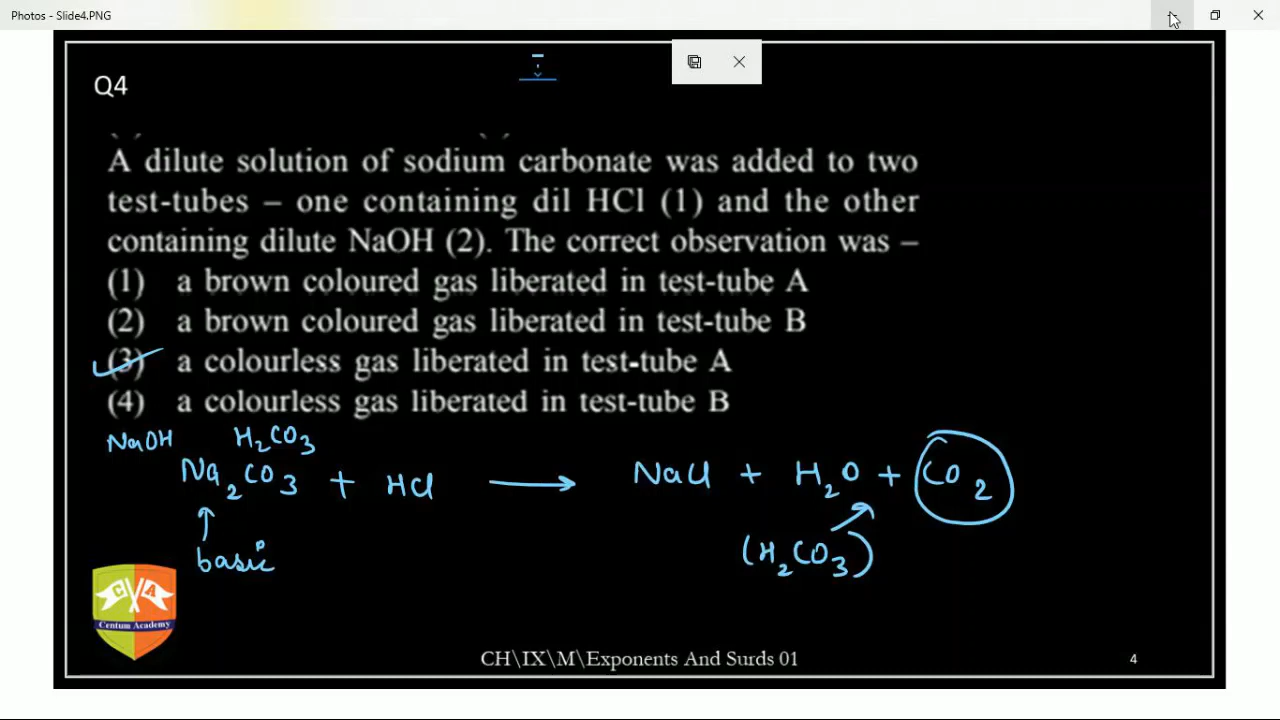 Photos - Slide4.PNG
Q4
A dilute solution of sodium carbonate was added to two
test-tubes – one containing dil HCl (1) and the other
containing dilute NaOH (2). The correct observation was –
(1) a brown coloured gas liberated in test-tube A
(2) a brown coloured gas liberated in test-tube B
(3) a colourless gas liberated in test-tube A
(4) a colourless gas liberated in test-tube B
NaOH H₂CO₃
Na₂CO₃ + HCl ⟶ NaCl + H₂O + CO₂
(H₂CO₃)
basic
C A
Centum Academy
CH\IX\M\Exponents And Surds 01
4